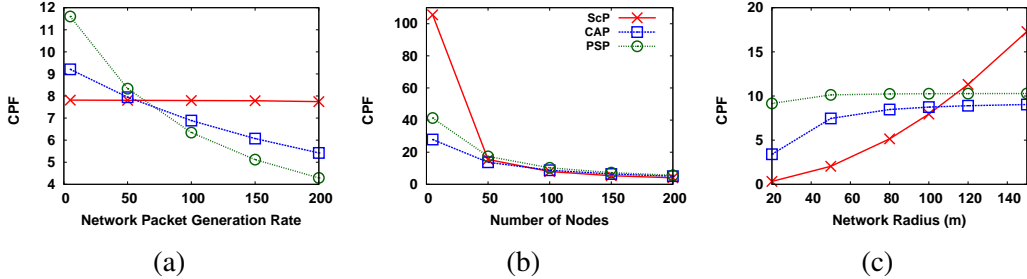 12
11
10
9
8
7
6
5
4
CPF
0 50 100 150 200
Network Packet Generation Rate
(a)
100
80
60
40
20
0
CPF
ScP
CAP
PSP
0 50 100 150 200
Number of Nodes
(b)
20
15
10
5
0
CPF
20 40 60 80 100 120 140
Network Radius (m)
(c)